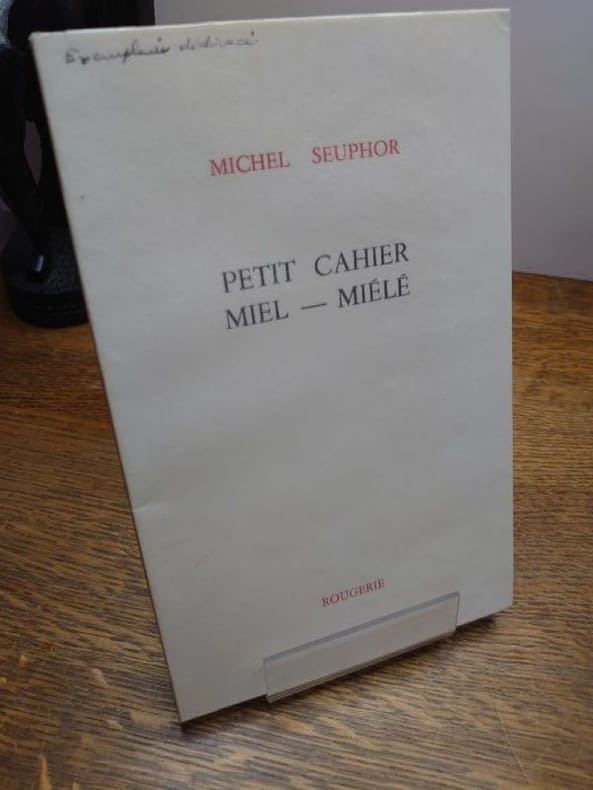 Exemplaire dédicacé
MICHEL SEUPHOR
PETIT CAHIER
MIEL — MIÉLÉ
ROUGERIE